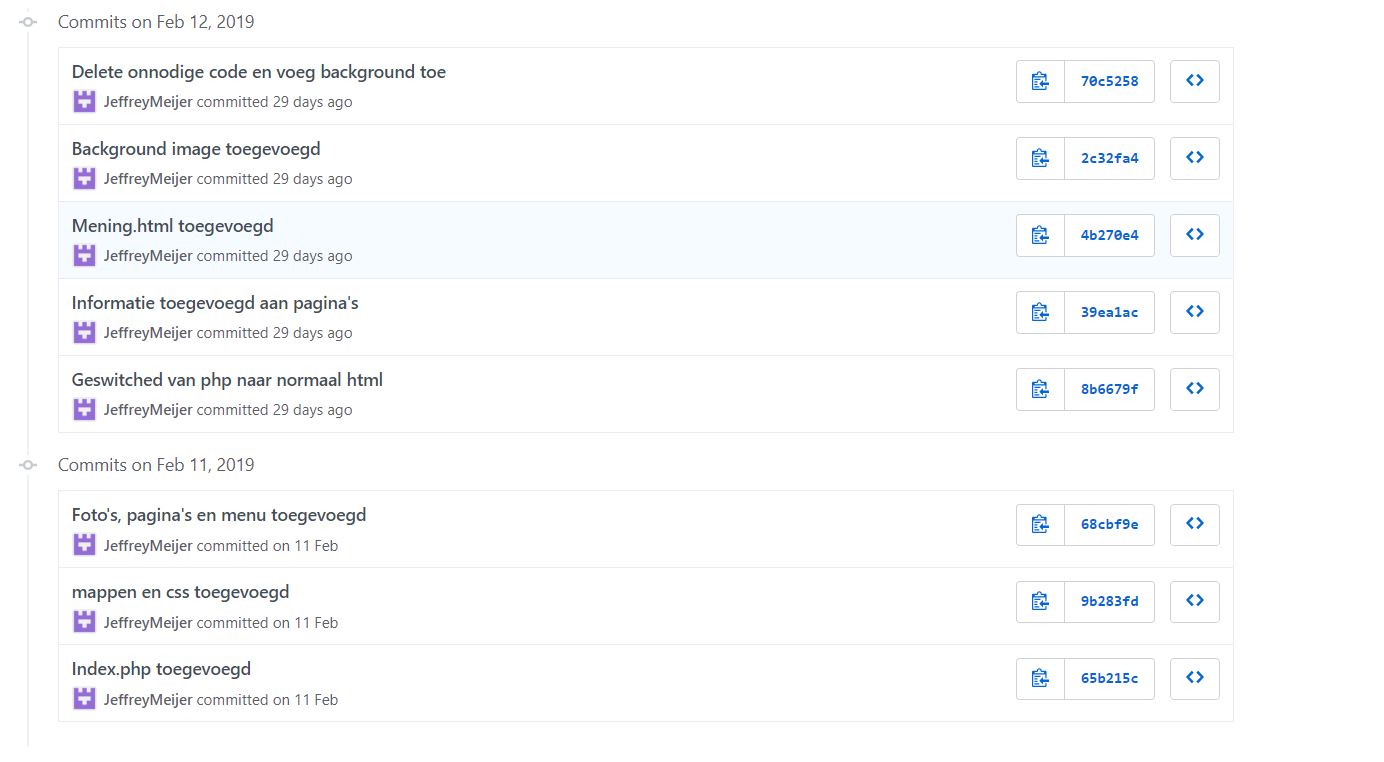 Commits on Feb 12, 2019
Delete onnodige code en voeg background toe
70c5258
JeffreyMeijer committed 29 days ago
Background image toegevoegd
2c32fa4
JeffreyMeijer committed 29 days ago
Mening.html toegevoegd
4b270e4
JeffreyMeijer committed 29 days ago
Informatie toegevoegd aan pagina's
39ea1ac
JeffreyMeijer committed 29 days ago
Geswitched van php naar normaal html
8b6679f
JeffreyMeijer committed 29 days ago
Commits on Feb 11, 2019
Foto's, pagina's en menu toegevoegd
68cbf9e
JeffreyMeijer committed on 11 Feb
mappen en css toegevoegd
9b283fd
JeffreyMeijer committed on 11 Feb
Index.php toegevoegd
65b215c
JeffreyMeijer committed on 11 Feb